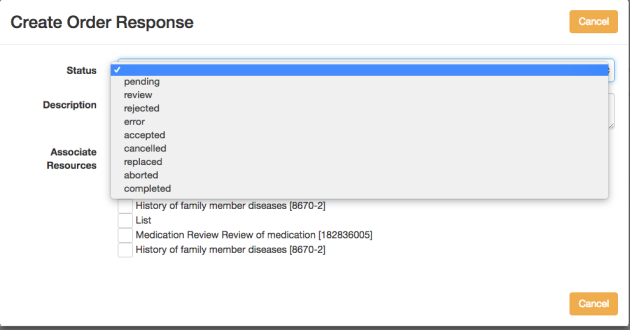 Create Order Response
Cancel
Status
✓
pending
review
rejected
error
accepted
cancelled
replaced
aborted
completed
Description
Associate
Resources
History of family member diseases [8670-2]
List
Medication Review Review of medication [182836005]
History of family member diseases [8670-2]
Cancel